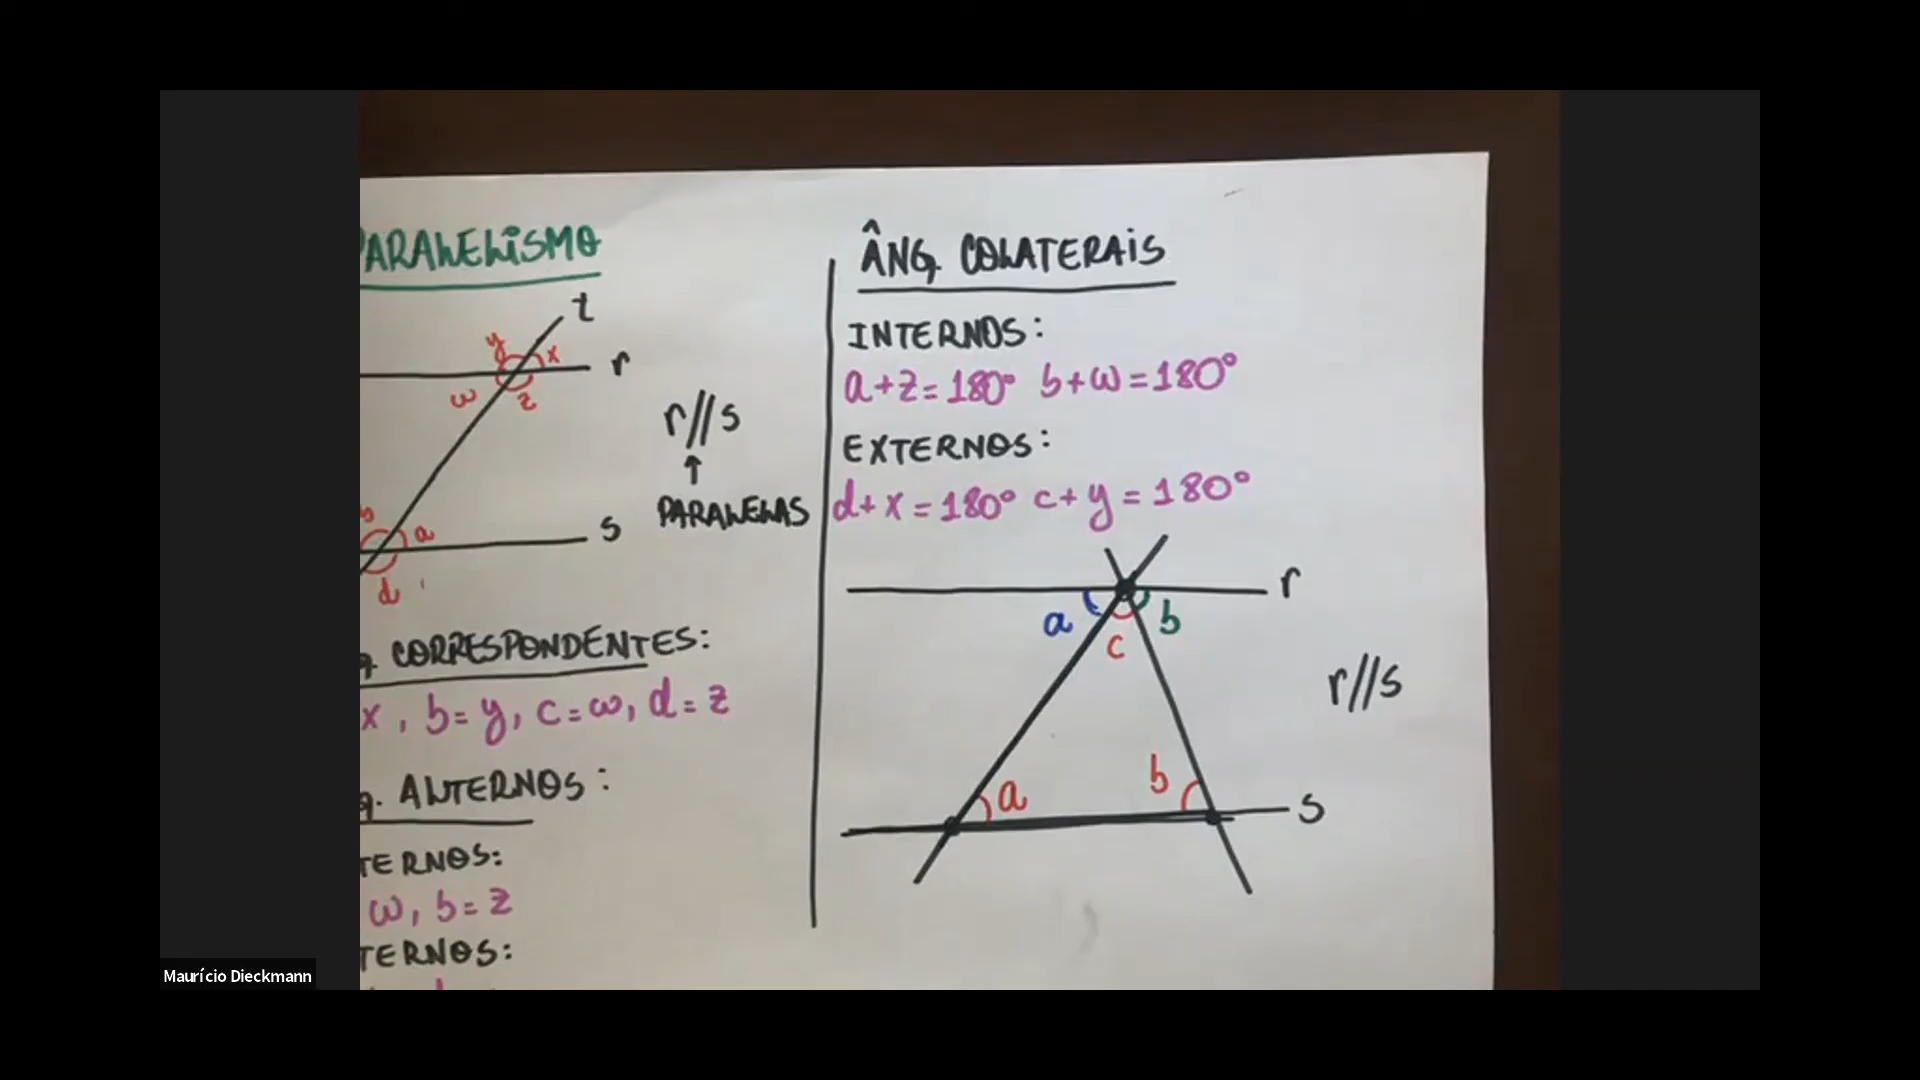 PARALELISMO
t
y x
r
w z
r//s
PARALELAS
b a
s
d
CORRESPONDENTES:
x, b=y, c=w, d=z
ALTERNOS:
TERNOS:
w, b=z
TERNOS:
ÂNG. COLATERAIS
INTERNOS:
a+z=180° b+w=180°
EXTERNOS:
d+x=180° c+y=180°
r
a c b
r//s
a b
s
Maurício Dieckmann